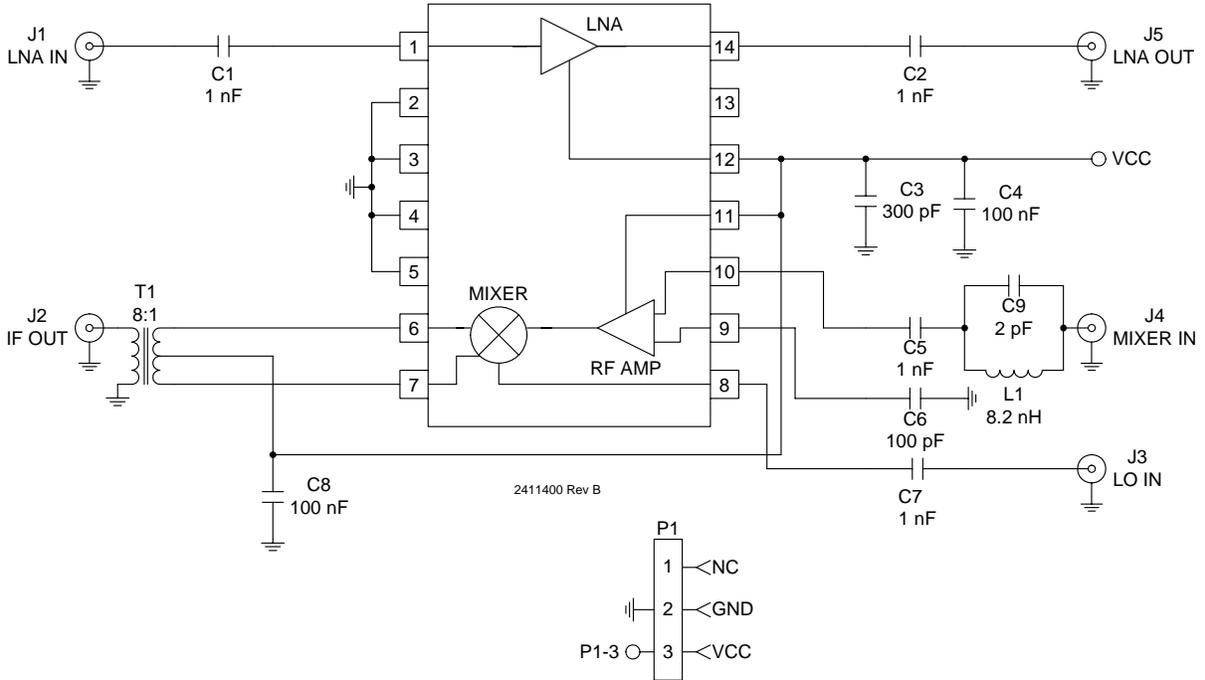 J1
LNA IN
C1
1 nF
1
2
3
4
5
6
7
LNA
14
13
12
11
10
9
8
C2
1 nF
J5
LNA OUT
VCC
C3
300 pF
C4
100 nF
MIXER
RF AMP
J2
IF OUT
T1
8:1
C5
1 nF
C9
2 pF
L1
8.2 nH
J4
MIXER IN
C6
100 pF
C7
1 nF
J3
LO IN
C8
100 nF
2411400 Rev B
P1
1 NC
2 GND
P1-3 3 VCC